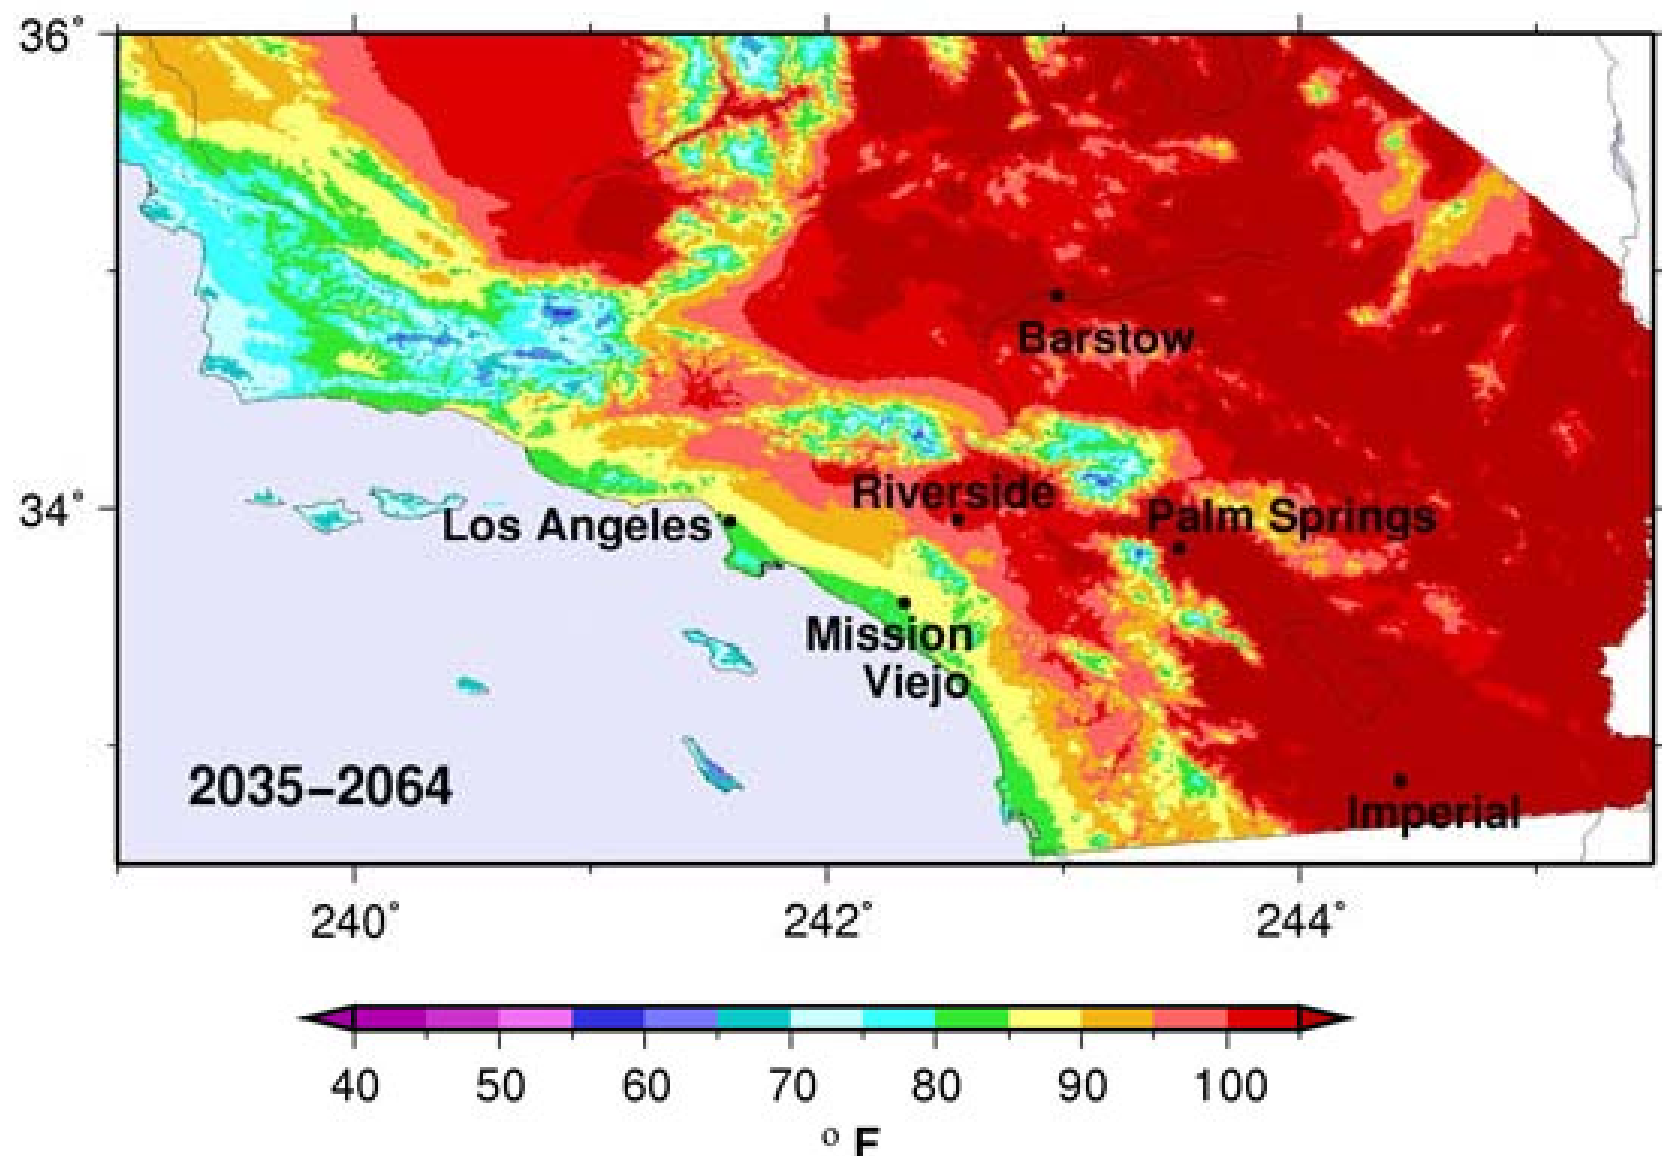 36°
Barstow
Riverside
34°
Palm Springs
Los Angeles
Mission
Viejo
2035–2064
Imperial
240° 242° 244°
40 50 60 70 80 90 100
° F